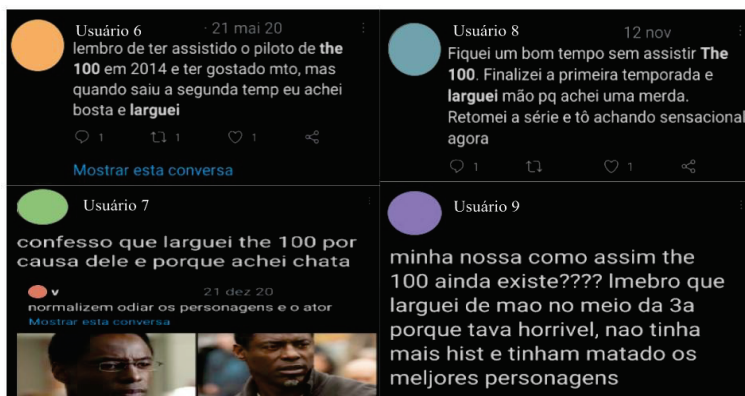 Usuário 6 · 21 mai 20
lembro de ter assistido o piloto de the
100 em 2014 e ter gostado mto, mas
quando saiu a segunda temp eu achei
bosta e larguei
1 1 1
Mostrar esta conversa
Usuário 8 12 nov
Fiquei um bom tempo sem assistir The
100. Finalizei a primeira temporada e
larguei mão pq achei uma merda.
Retomei a série e tô achando sensacional
agora
1 1
Usuário 7
confesso que larguei the 100 por
causa dele e porque achei chata
v 21 dez 20
normalizem odiar os personagens e o ator
Mostrar esta conversa
Usuário 9
minha nossa como assim the
100 ainda existe???? lmebro que
larguei de mao no meio da 3a
porque tava horrivel, nao tinha
mais hist e tinham matado os
meljores personagens